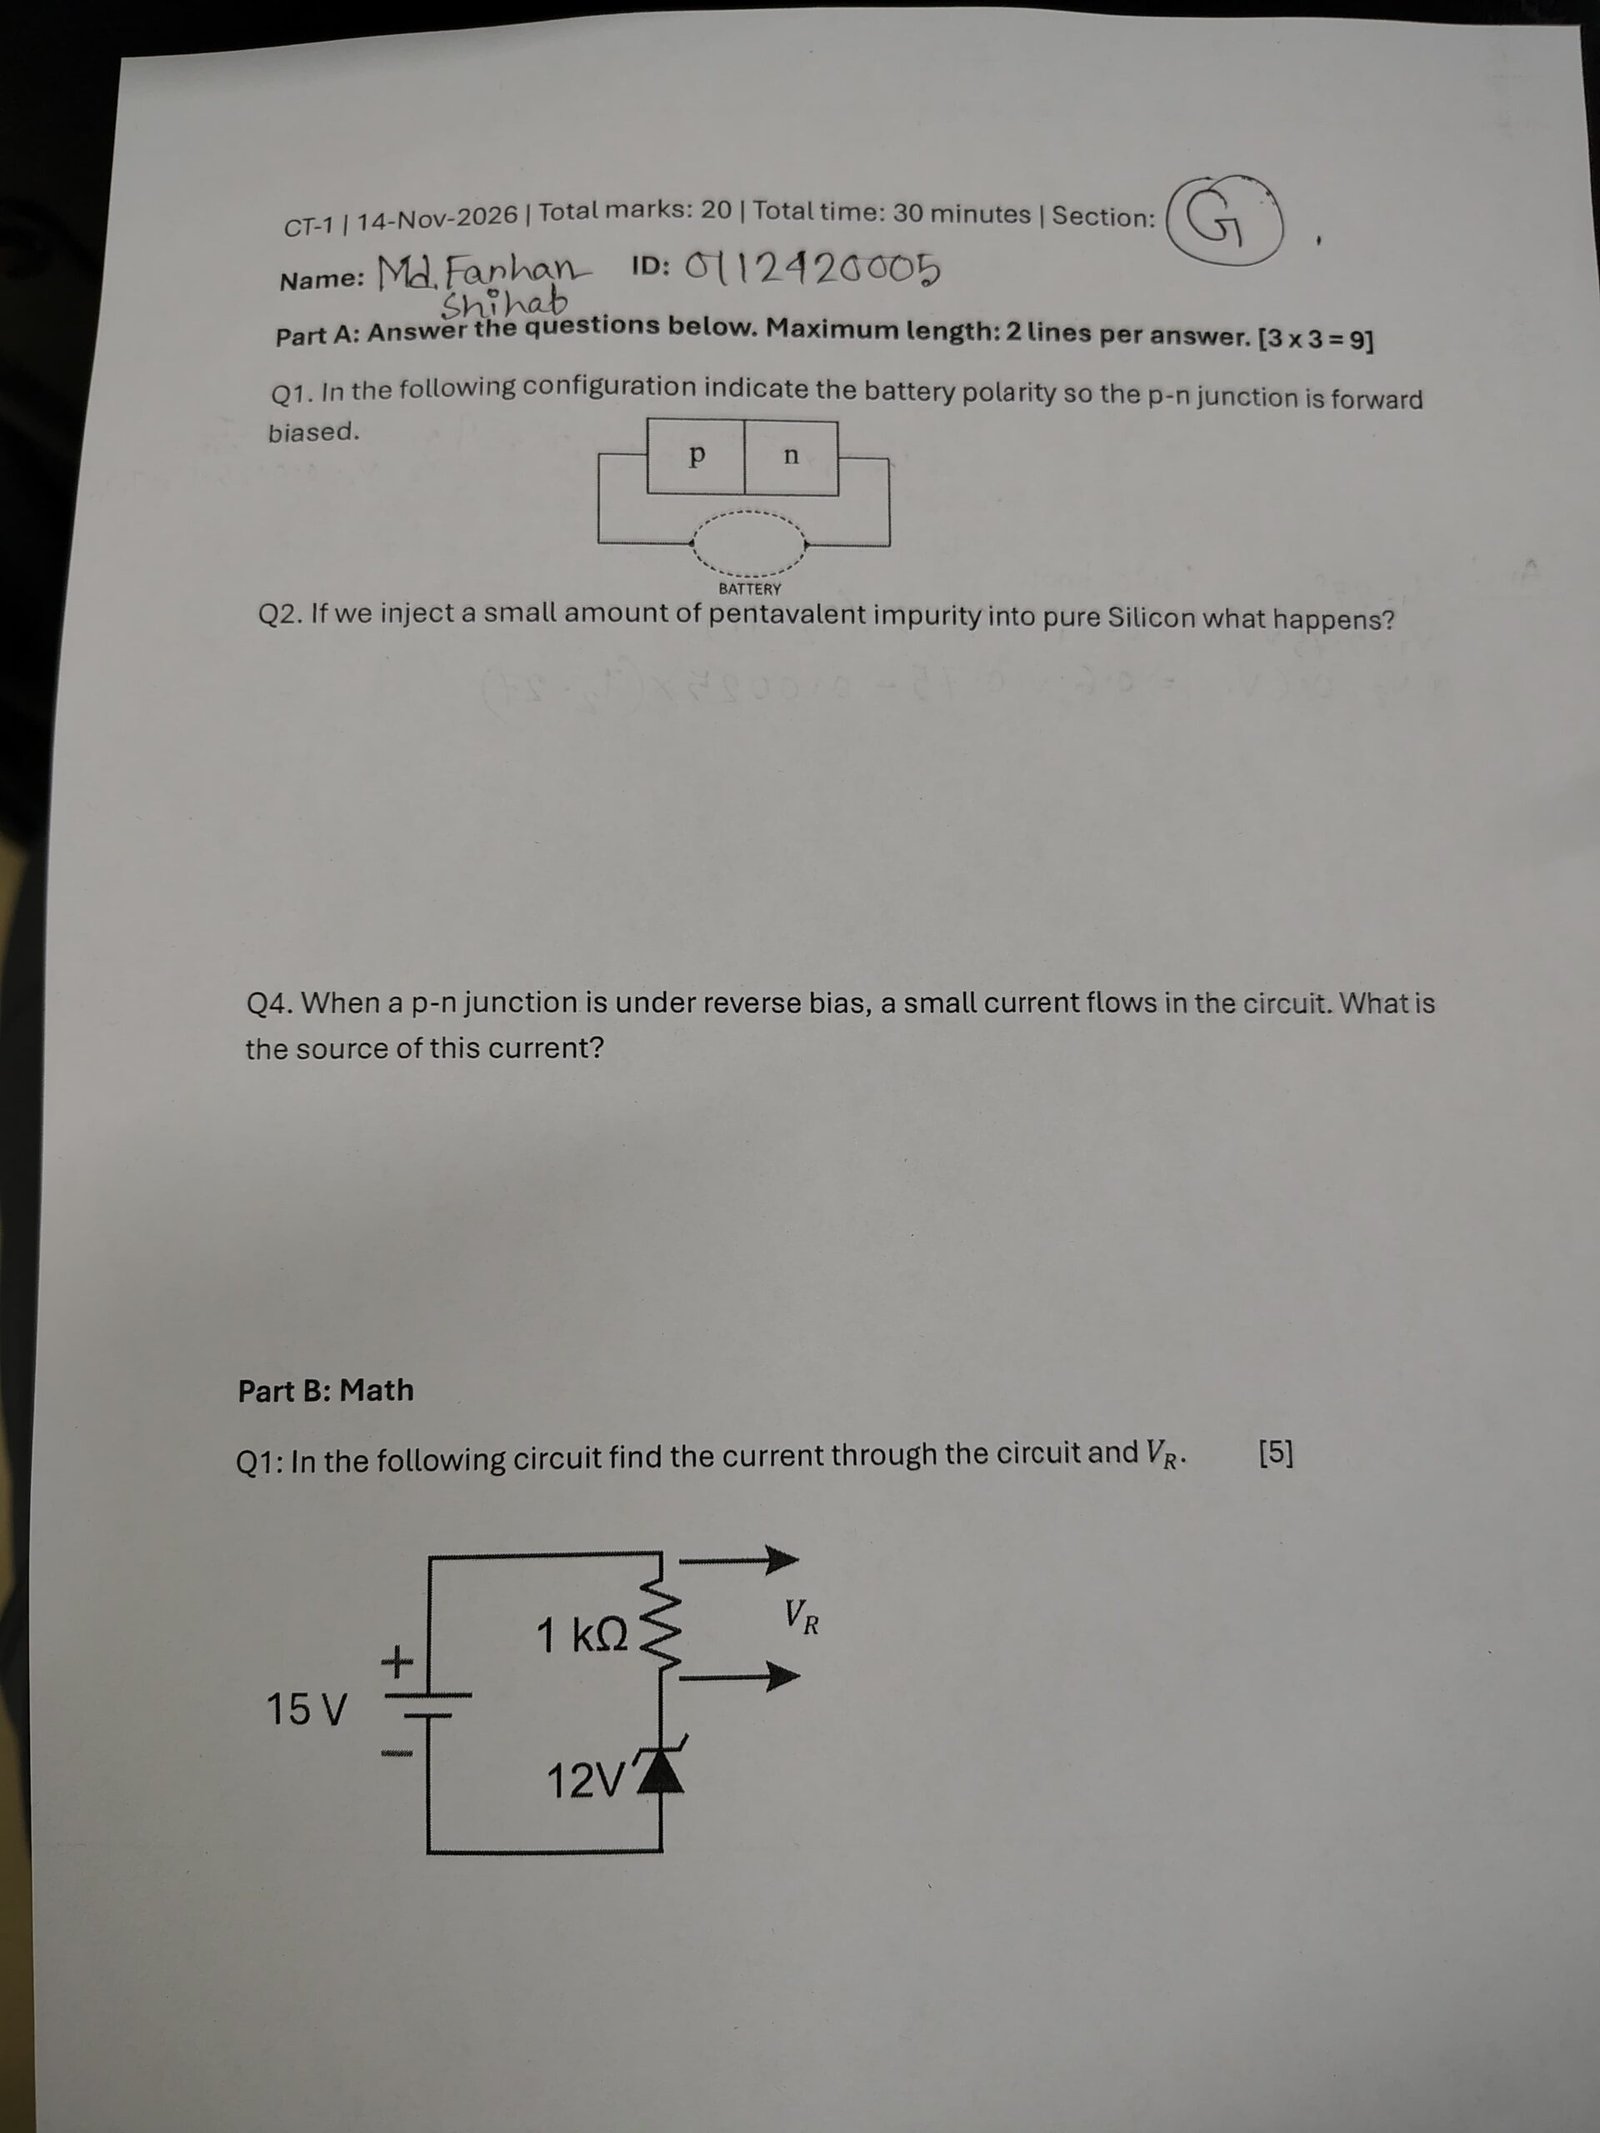 CT-1 | 14-Nov-2026 | Total marks: 20 | Total time: 30 minutes | Section: G
Name: Md. Farhan ID: 0112420005
Shihab
Part A: Answer the questions below. Maximum length: 2 lines per answer. [3 x 3 = 9]
Q1. In the following configuration indicate the battery polarity so the p-n junction is forward
biased.
p n
BATTERY
Q2. If we inject a small amount of pentavalent impurity into pure Silicon what happens?
Q4. When a p-n junction is under reverse bias, a small current flows in the circuit. What is
the source of this current?
Part B: Math
Q1: In the following circuit find the current through the circuit and V_R. [5]
1 kΩ V_R
+
15 V
−
12V